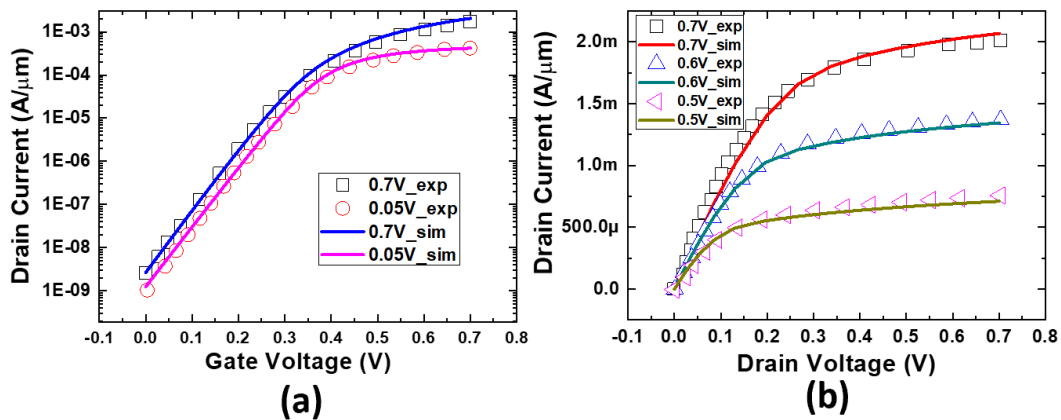 Drain Current (A/μm)
1E-03
1E-04
1E-05
1E-06
1E-07
1E-08
1E-09
0.7V_exp
0.05V_exp
0.7V_sim
0.05V_sim
-0.1 0.0 0.1 0.2 0.3 0.4 0.5 0.6 0.7 0.8
Gate Voltage (V)
(a)
Drain Current (A/μm)
2.0m
1.5m
1.0m
500.0μ
0.0
0.7V_exp
0.7V_sim
0.6V_exp
0.6V_sim
0.5V_exp
0.5V_sim
-0.1 0.0 0.1 0.2 0.3 0.4 0.5 0.6 0.7 0.8
Drain Voltage (V)
(b)